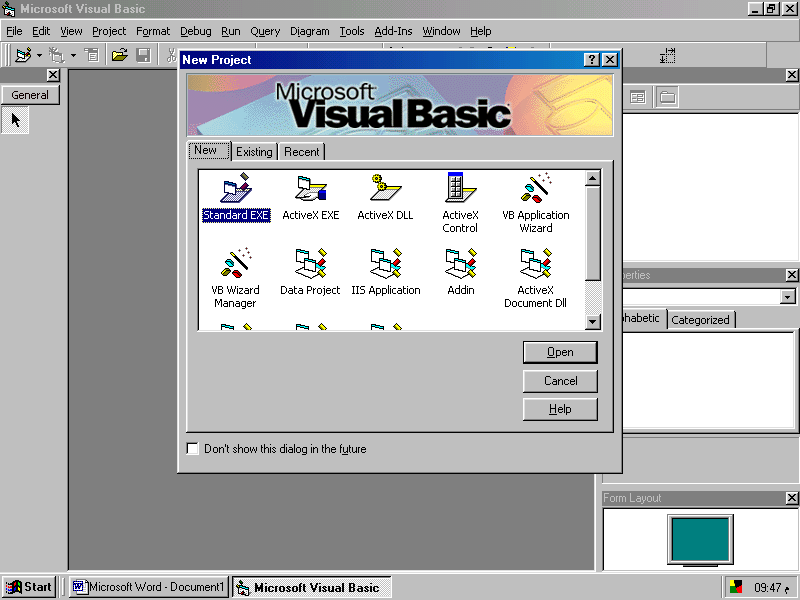 Microsoft Visual Basic
File Edit View Project Format Debug Run Query Diagram Tools Add-Ins Window Help
General
New Project
Microsoft
Visual Basic
New Existing Recent
Standard EXE ActiveX EXE ActiveX DLL ActiveX Control VB Application Wizard
VB Wizard Manager Data Project IIS Application Addin ActiveX Document Dll
Open
Cancel
Help
Don't show this dialog in the future
perties
phabetic Categorized
Form Layout
Start Microsoft Word - Document1 Microsoft Visual Basic 09:47 م